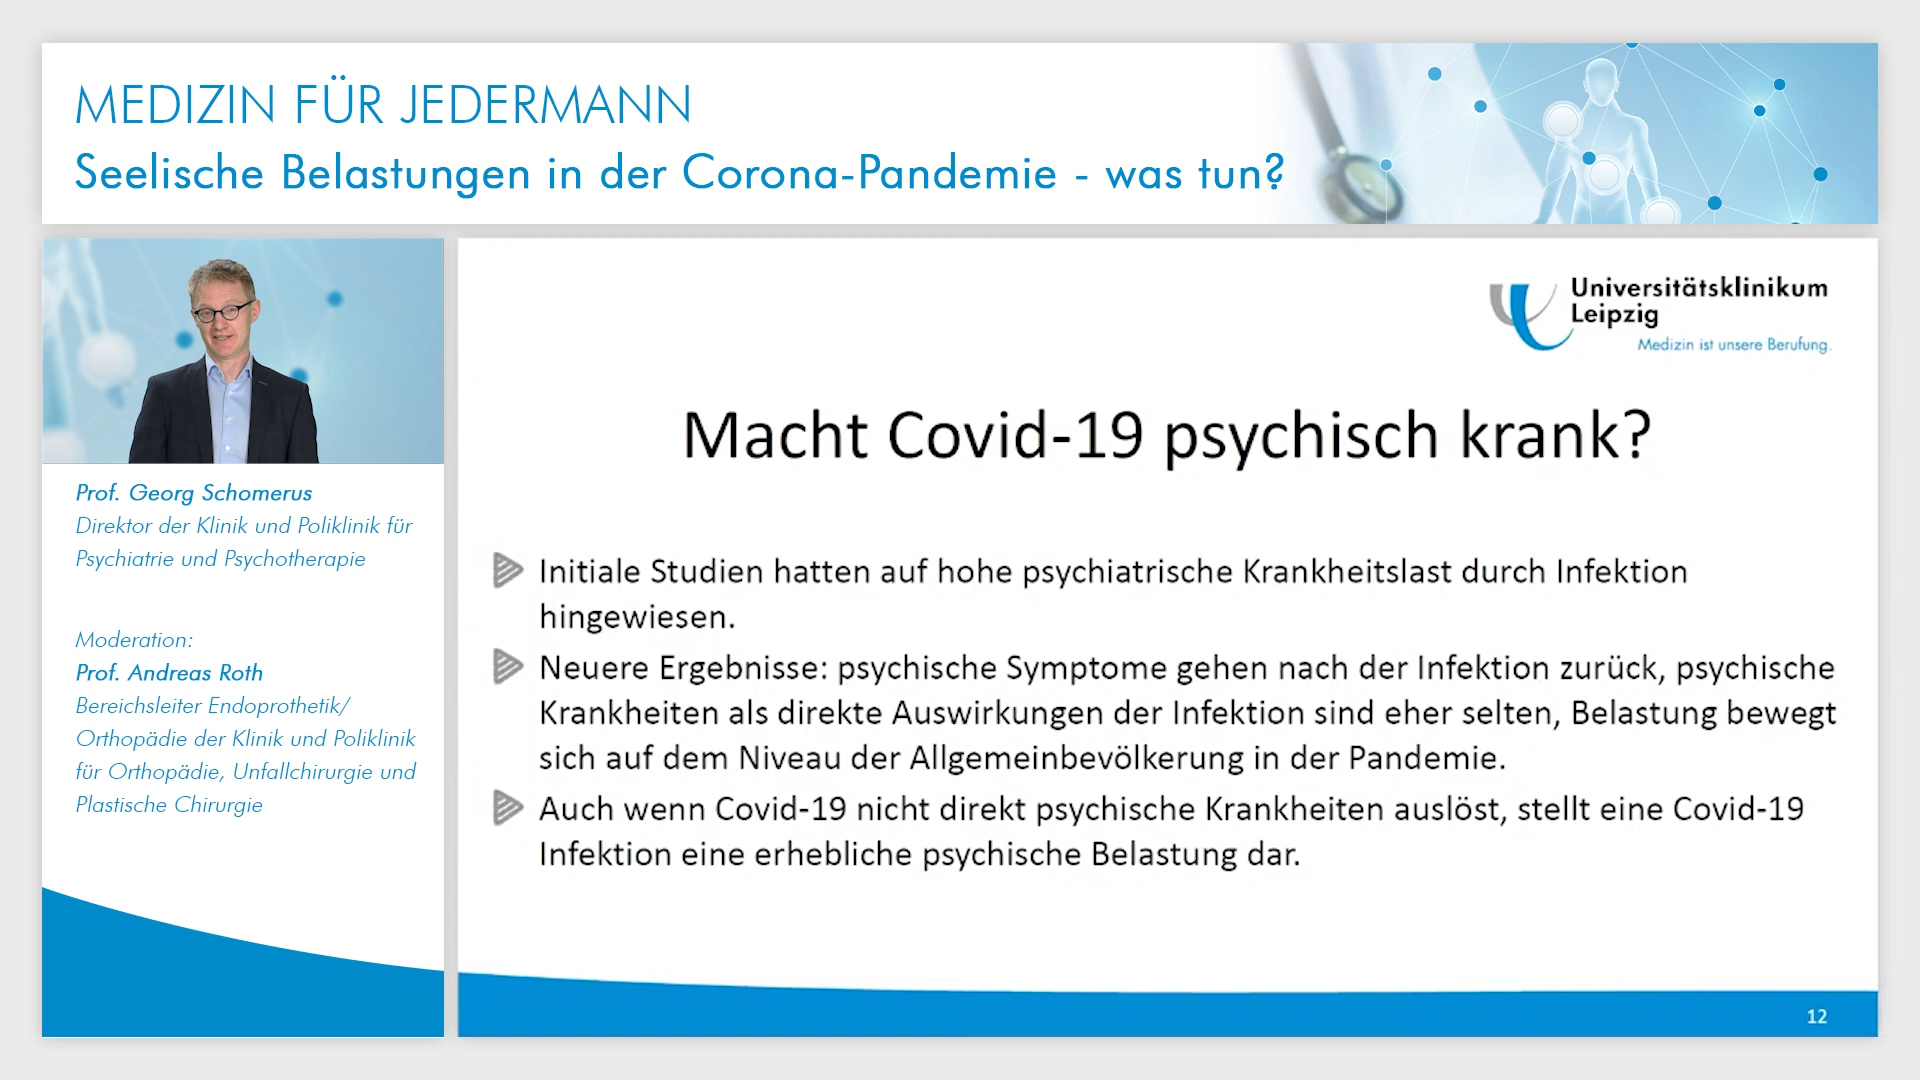 MEDIZIN FÜR JEDERMANN
Seelische Belastungen in der Corona-Pandemie - was tun?
Prof. Georg Schomerus
Direktor der Klinik und Poliklinik für
Psychiatrie und Psychotherapie
Moderation:
Prof. Andreas Roth
Bereichsleiter Endoprothetik/
Orthopädie der Klinik und Poliklinik
für Orthopädie, Unfallchirurgie und
Plastische Chirurgie
Universitätsklinikum
Leipzig
Medizin ist unsere Berufung.
Macht Covid-19 psychisch krank?
Initiale Studien hatten auf hohe psychiatrische Krankheitslast durch Infektion
hingewiesen.
Neuere Ergebnisse: psychische Symptome gehen nach der Infektion zurück, psychische
Krankheiten als direkte Auswirkungen der Infektion sind eher selten, Belastung bewegt
sich auf dem Niveau der Allgemeinbevölkerung in der Pandemie.
Auch wenn Covid-19 nicht direkt psychische Krankheiten auslöst, stellt eine Covid-19
Infektion eine erhebliche psychische Belastung dar.
12